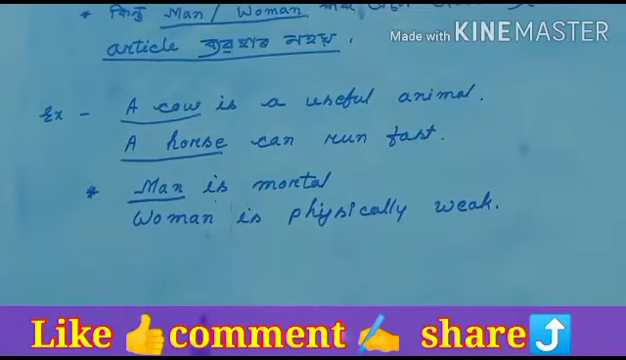 * কিন্তু Man / Woman
Made with KINEMASTER
article ব্যৱহাৰ নহয়.
Ex - A cow is a useful animal.
A horse can run fast.
* Man is mortal
Woman is physically weak.
Like 👍 comment ✍ share ⤴